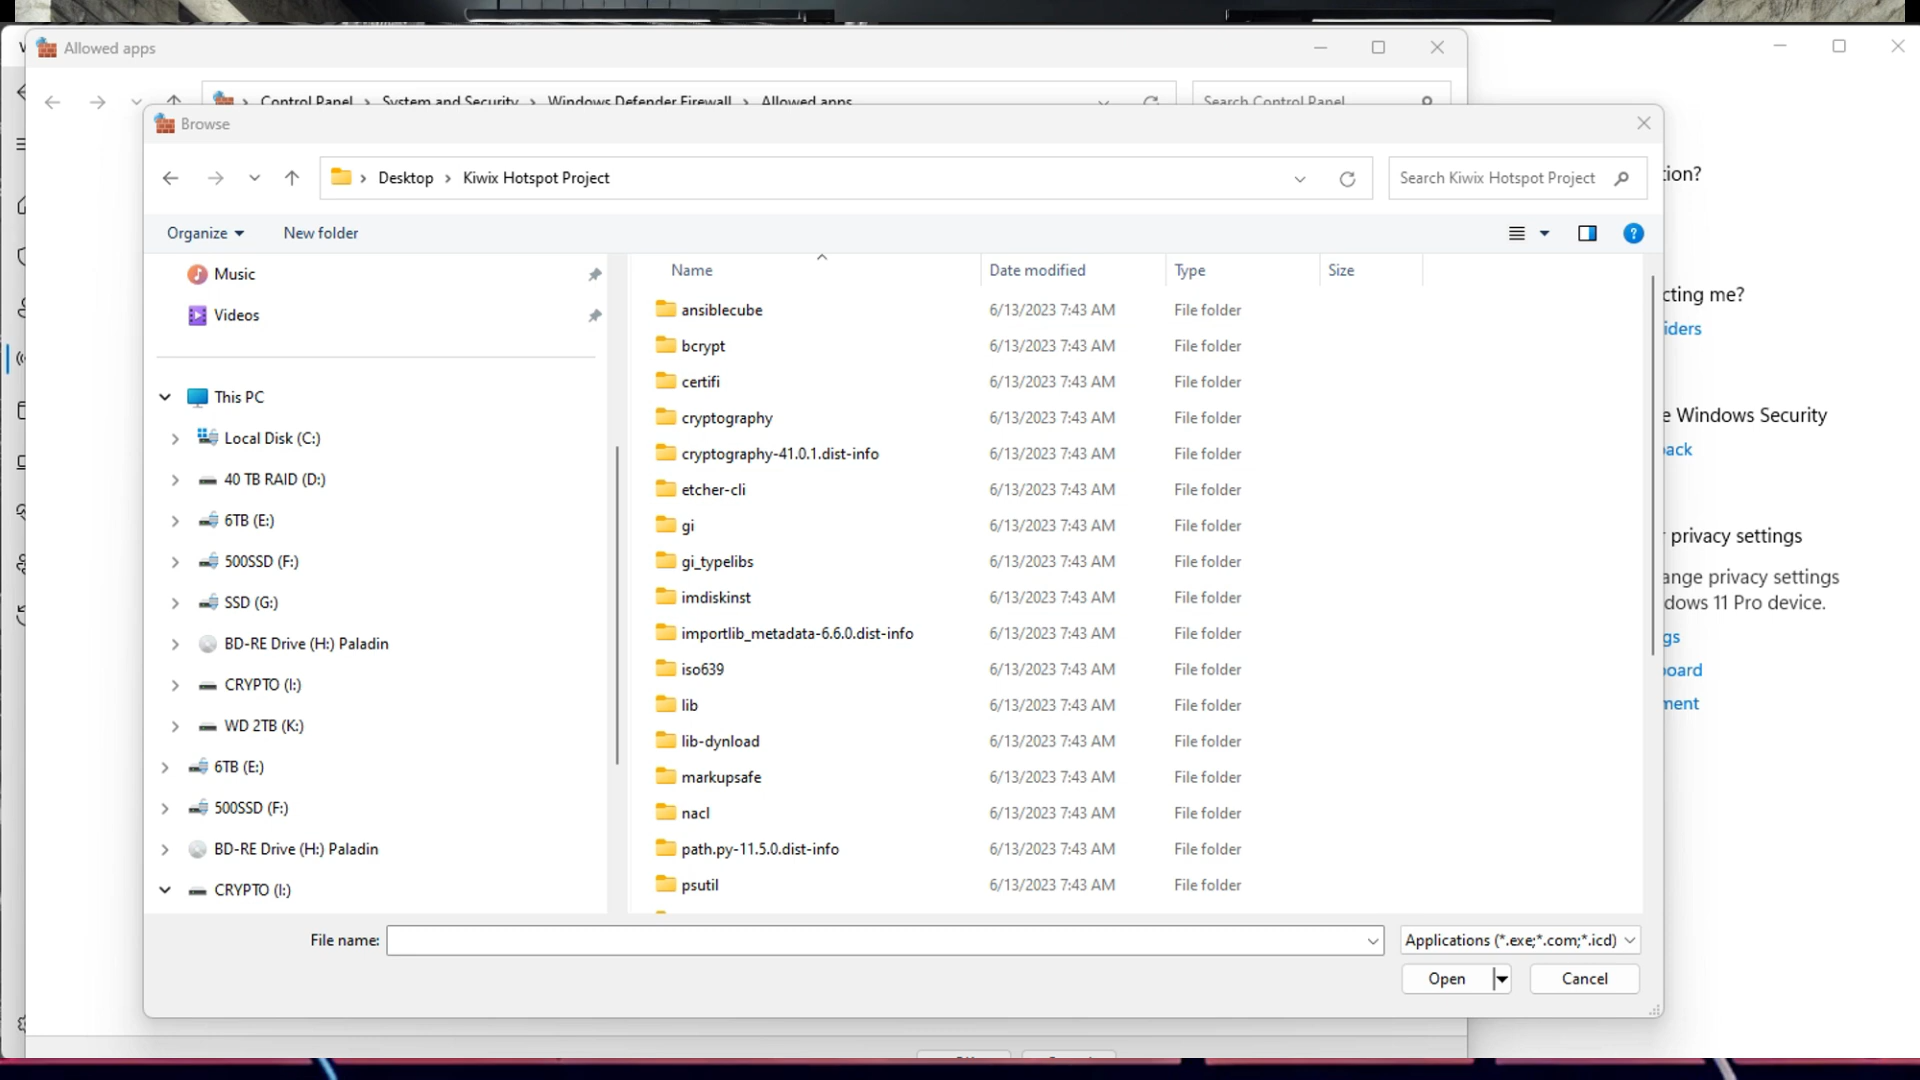 Allowed apps
Control Panel > System and Security > Windows Defender Firewall > Allowed apps
Search Control Panel
Browse
Desktop > Kiwix Hotspot Project
Search Kiwix Hotspot Project
Organize
New folder
Music
Videos
This PC
Local Disk (C:)
40 TB RAID (D:)
6TB (E:)
500SSD (F:)
SSD (G:)
BD-RE Drive (H:) Paladin
CRYPTO (I:)
WD 2TB (K:)
6TB (E:)
500SSD (F:)
BD-RE Drive (H:) Paladin
CRYPTO (I:)
Name Date modified Type Size
ansiblecube 6/13/2023 7:43 AM File folder
bcrypt 6/13/2023 7:43 AM File folder
certifi 6/13/2023 7:43 AM File folder
cryptography 6/13/2023 7:43 AM File folder
cryptography-41.0.1.dist-info 6/13/2023 7:43 AM File folder
etcher-cli 6/13/2023 7:43 AM File folder
gi 6/13/2023 7:43 AM File folder
gi_typelibs 6/13/2023 7:43 AM File folder
imdiskinst 6/13/2023 7:43 AM File folder
importlib_metadata-6.6.0.dist-info 6/13/2023 7:43 AM File folder
iso639 6/13/2023 7:43 AM File folder
lib 6/13/2023 7:43 AM File folder
lib-dynload 6/13/2023 7:43 AM File folder
markupsafe 6/13/2023 7:43 AM File folder
nacl 6/13/2023 7:43 AM File folder
path.py-11.5.0.dist-info 6/13/2023 7:43 AM File folder
psutil 6/13/2023 7:43 AM File folder
File name:
Applications (*.exe;*.com;*.icd)
Open
Cancel
tion?
cting me?
iders
e Windows Security
back
r privacy settings
ange privacy settings
dows 11 Pro device.
gs
board
ment